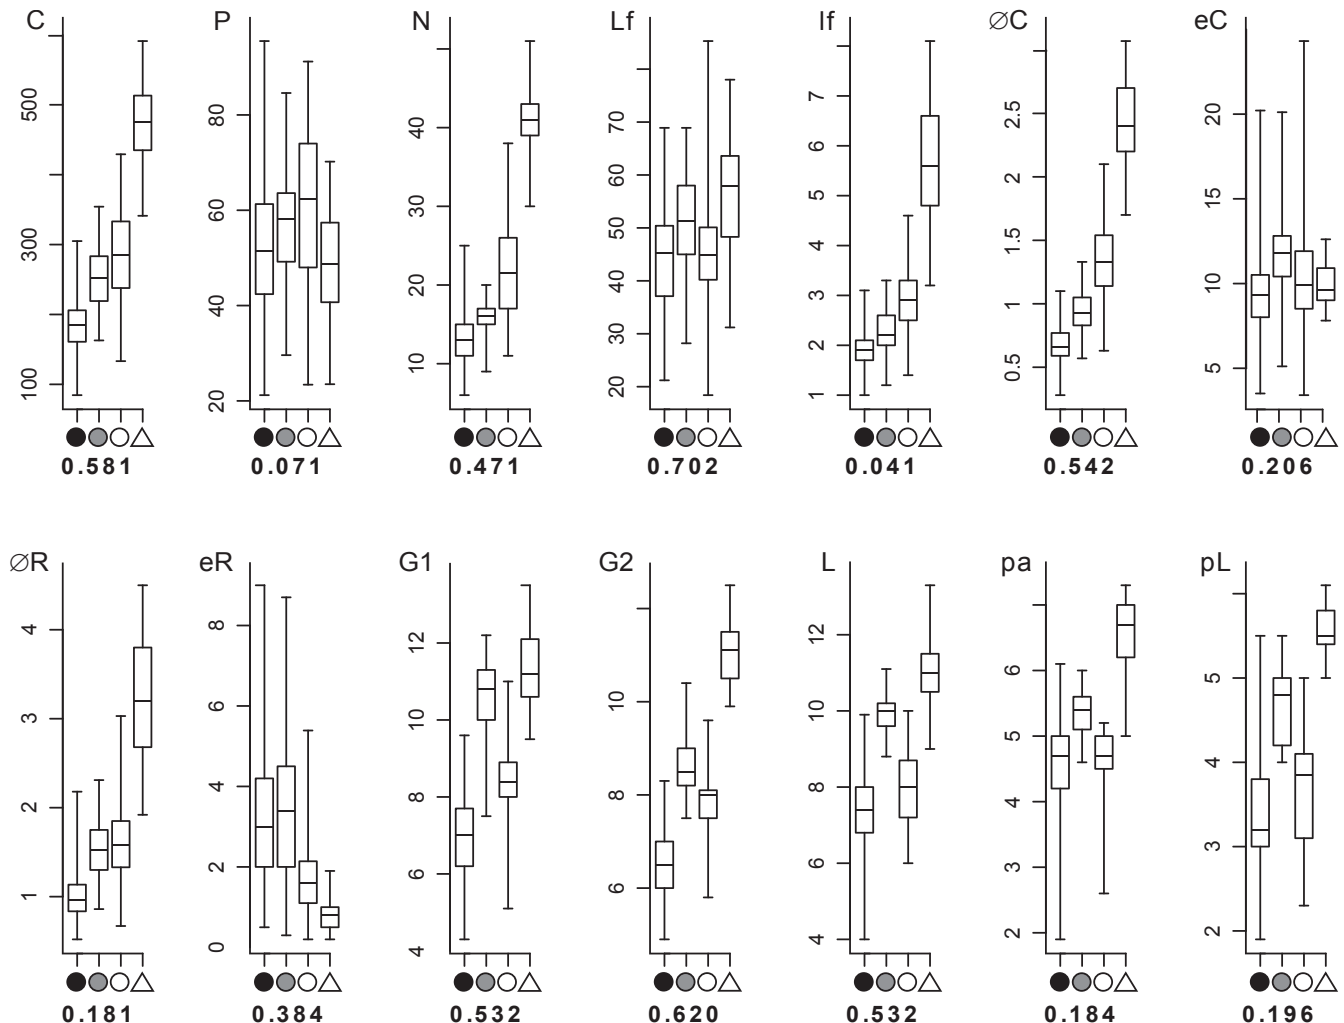 C P N Lf lf ∅C eC
500 300 100
80 60 40 20
40 30 20 10
70 60 50 40 30 20
7 6 5 4 3 2 1
2.5 2 1.5 1 0.5
20 15 10 5
0.581 0.071 0.471 0.702 0.041 0.542 0.206
∅R eR G1 G2 L pa pL
4 3 2 1
8 6 4 2 0
12 10 8 6 4
10 8 6
12 10 8 6 4
6 5 4 3 2
5 4 3 2
0.181 0.384 0.532 0.620 0.532 0.184 0.196